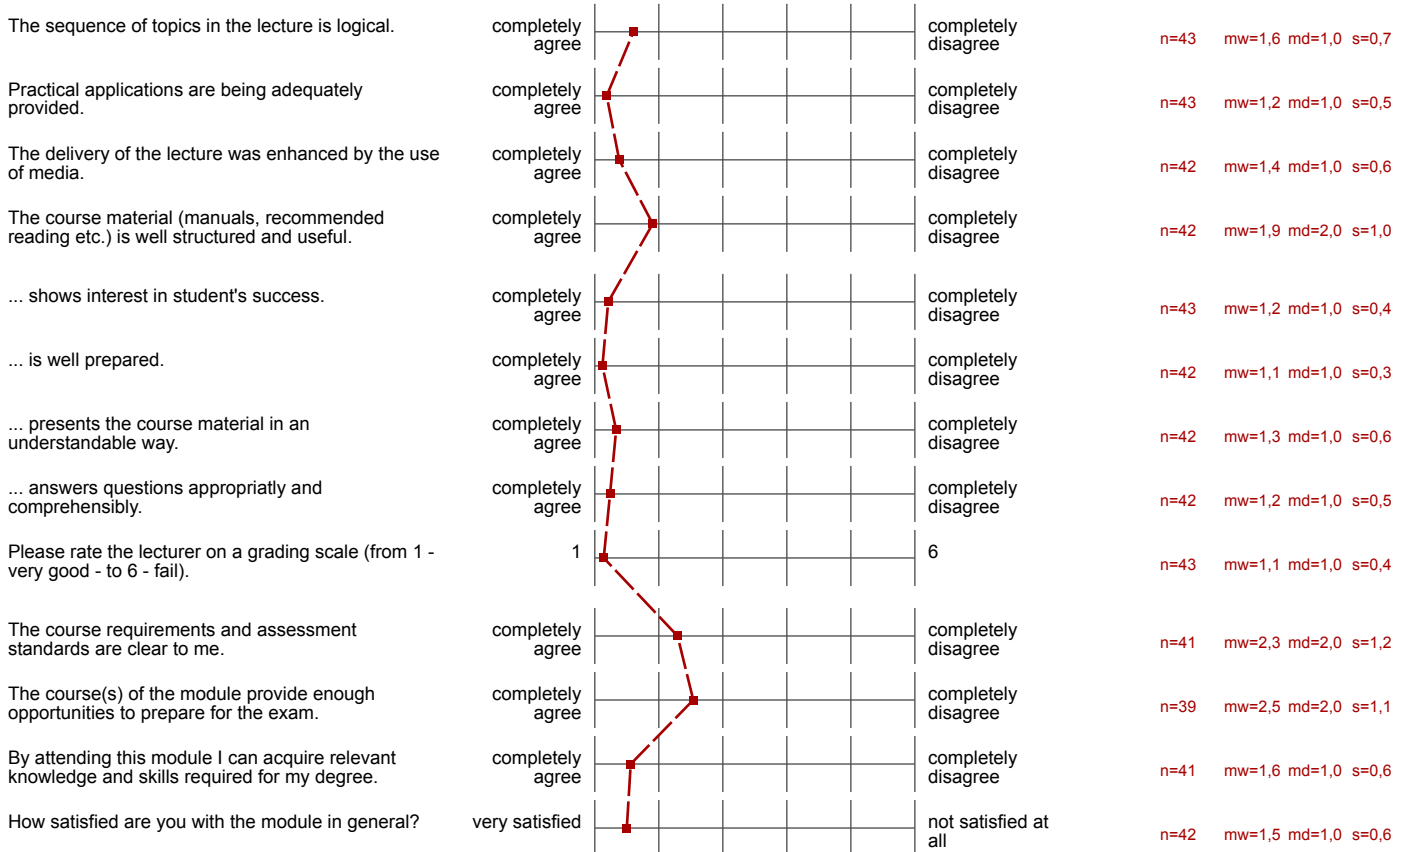 The sequence of topics in the lecture is logical. completely agree completely disagree n=43 mw=1,6 md=1,0 s=0,7
Practical applications are being adequately
provided. completely agree completely disagree n=43 mw=1,2 md=1,0 s=0,5
The delivery of the lecture was enhanced by the use
of media. completely agree completely disagree n=42 mw=1,4 md=1,0 s=0,6
The course material (manuals, recommended
reading etc.) is well structured and useful. completely agree completely disagree n=42 mw=1,9 md=2,0 s=1,0
... shows interest in student's success. completely agree completely disagree n=43 mw=1,2 md=1,0 s=0,4
... is well prepared. completely agree completely disagree n=42 mw=1,1 md=1,0 s=0,3
... presents the course material in an
understandable way. completely agree completely disagree n=42 mw=1,3 md=1,0 s=0,6
... answers questions appropriatly and
comprehensibly. completely agree completely disagree n=42 mw=1,2 md=1,0 s=0,5
Please rate the lecturer on a grading scale (from 1 -
very good - to 6 - fail). 1 6 n=43 mw=1,1 md=1,0 s=0,4
The course requirements and assessment
standards are clear to me. completely agree completely disagree n=41 mw=2,3 md=2,0 s=1,2
The course(s) of the module provide enough
opportunities to prepare for the exam. completely agree completely disagree n=39 mw=2,5 md=2,0 s=1,1
By attending this module I can acquire relevant
knowledge and skills required for my degree. completely agree completely disagree n=41 mw=1,6 md=1,0 s=0,6
How satisfied are you with the module in general? very satisfied not satisfied at all n=42 mw=1,5 md=1,0 s=0,6